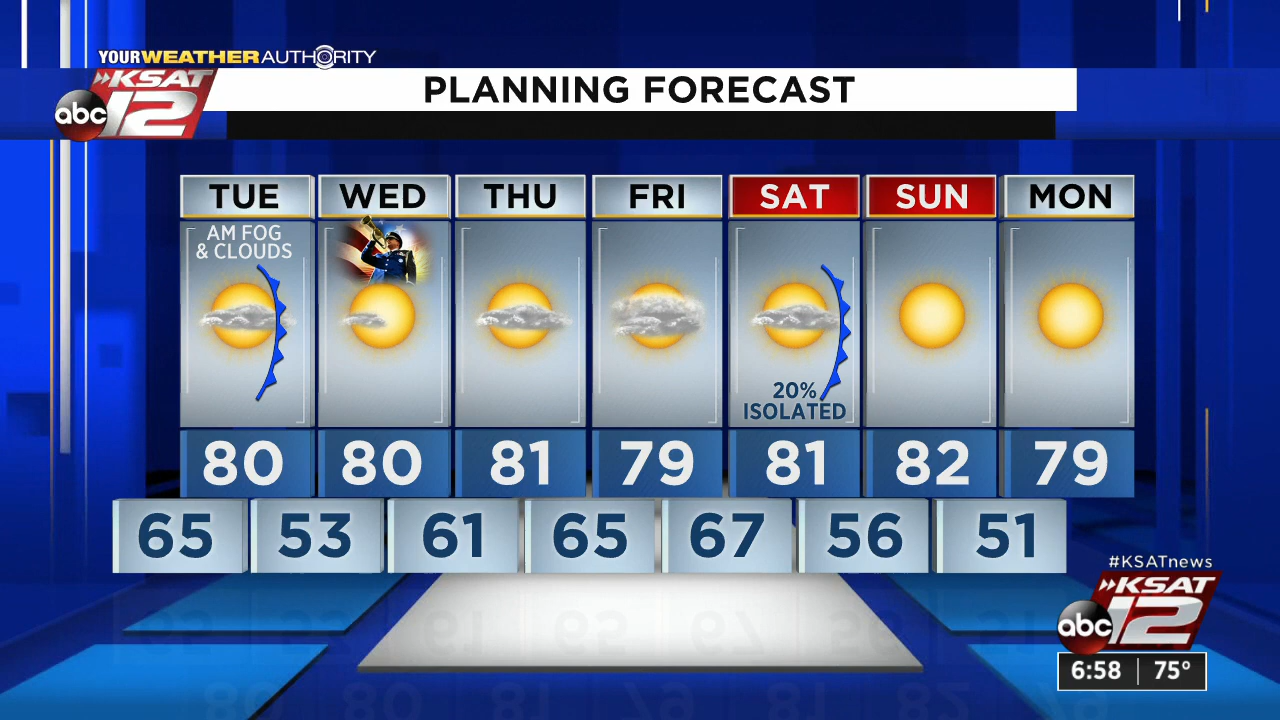 YOURWEATHERAUTHORITY
KSAT
abc 12
PLANNING FORECAST
TUE WED THU FRI SAT SUN MON
AM FOG
& CLOUDS
20%
ISOLATED
80 80 81 79 81 82 79
65 53 61 65 67 56 51
#KSATnews
KSAT
abc 12
6:58 75°